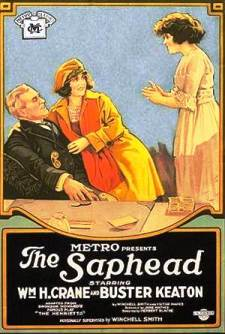 METRO PRESENTS
The Saphead
STARRING
WM H. CRANE AND BUSTER KEATON
ADAPTED FROM
BRONSON HOWARD'S
FAMOUS PLAY
"THE HENRIETTA"
BY WINCHELL SMITH AND VICTOR MAPES
DIRECTED BY HERBERT BLACHE
PERSONALLY SUPERVISED BY WINCHELL SMITH